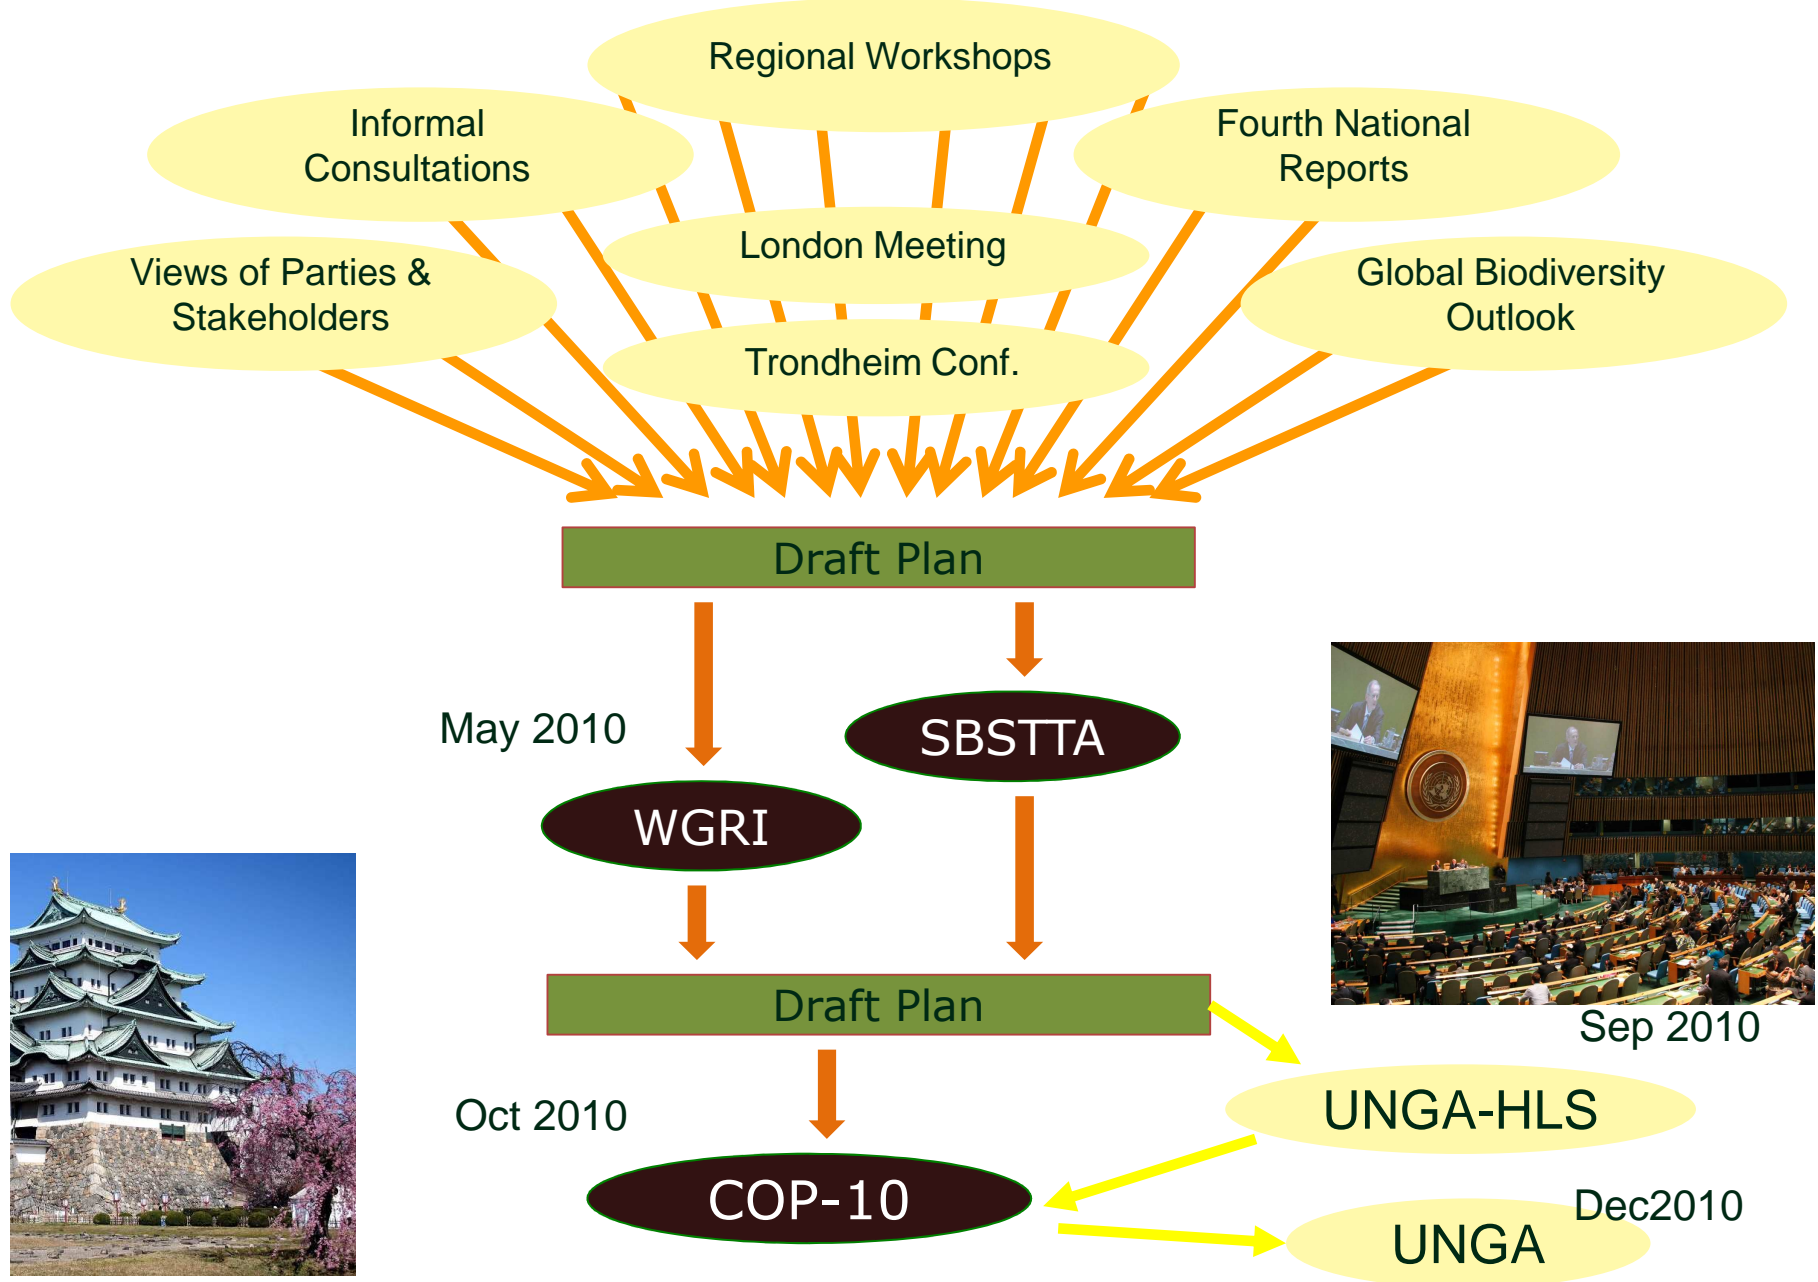 Regional Workshops
Informal
Consultations
Fourth National
Reports
London Meeting
Views of Parties &
Stakeholders
Global Biodiversity
Outlook
Trondheim Conf.
Draft Plan
May 2010
SBSTTA
WGRI
Draft Plan
Sep 2010
Oct 2010
UNGA-HLS
COP-10
Dec2010
UNGA